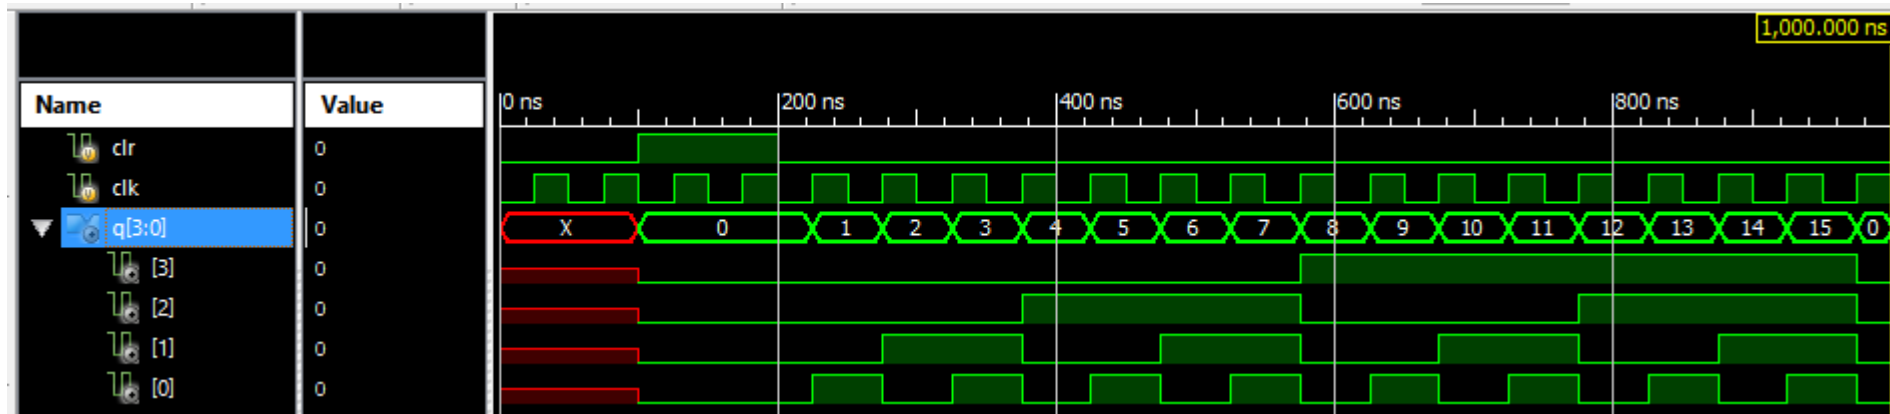 1,000.000 ns
Name Value 0 ns 200 ns 400 ns 600 ns 800 ns
clr 0
clk 0
q[3:0] 0 X 0 1 2 3 4 5 6 7 8 9 10 11 12 13 14 15 0
[3] 0
[2] 0
[1] 0
[0] 0